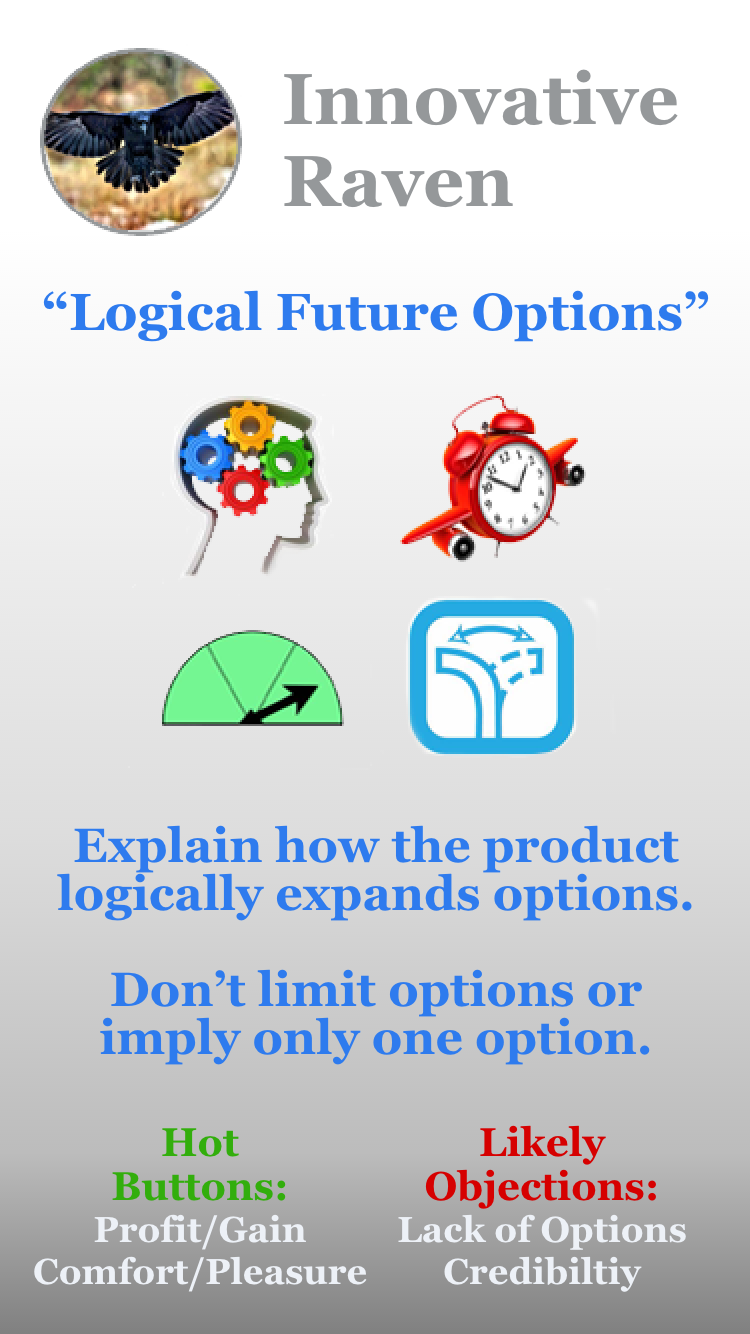 Innovative
Raven
“Logical Future Options”
Explain how the product
logically expands options.
Don’t limit options or
imply only one option.
Hot
Buttons:
Profit/Gain
Comfort/Pleasure
Likely
Objections:
Lack of Options
Credibiltiy